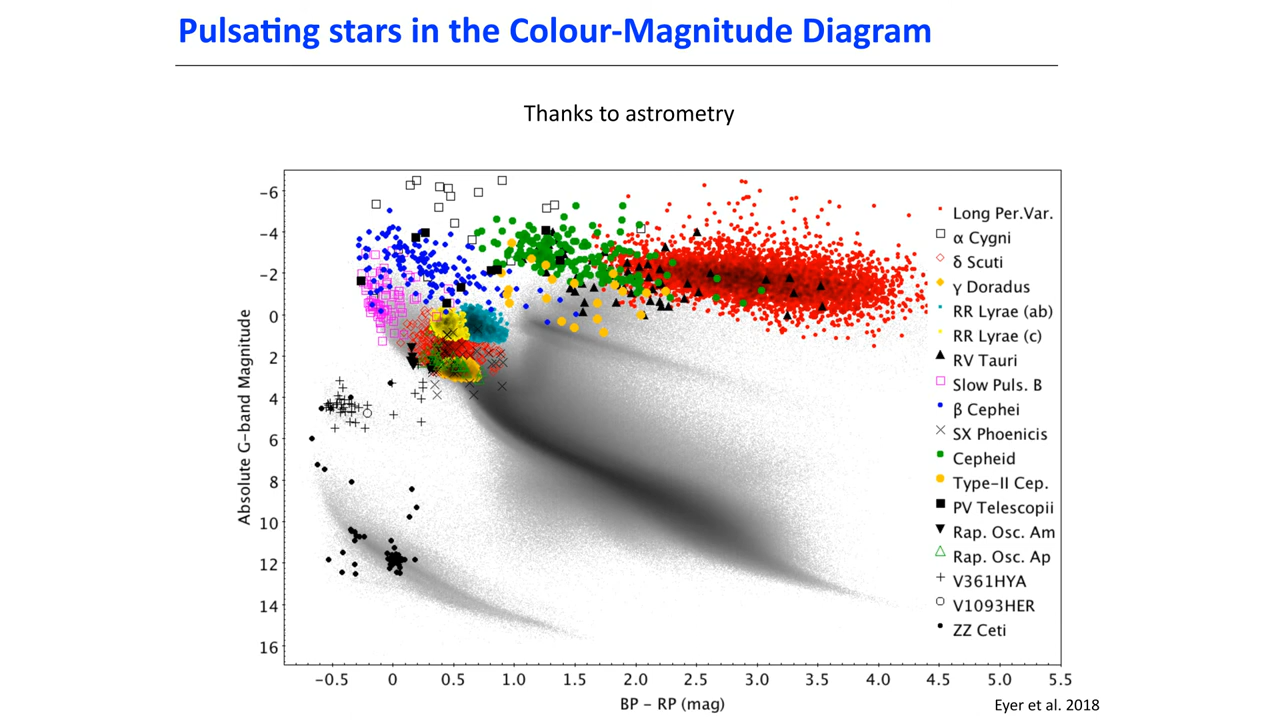 Pulsating stars in the Colour-Magnitude Diagram
Thanks to astrometry
Absolute G-band Magnitude
−6
−4
−2
0
2
4
6
8
10
12
14
16
Long Per.Var.
α Cygni
δ Scuti
γ Doradus
RR Lyrae (ab)
RR Lyrae (c)
RV Tauri
Slow Puls. B
β Cephei
SX Phoenicis
Cepheid
Type-II Cep.
PV Telescopii
Rap. Osc. Am
Rap. Osc. Ap
V361HYA
V1093HER
ZZ Ceti
−0.5 0 0.5 1.0 1.5 2.0 2.5 3.0 3.5 4.0 4.5 5.0 5.5
BP − RP (mag)
Eyer et al. 2018